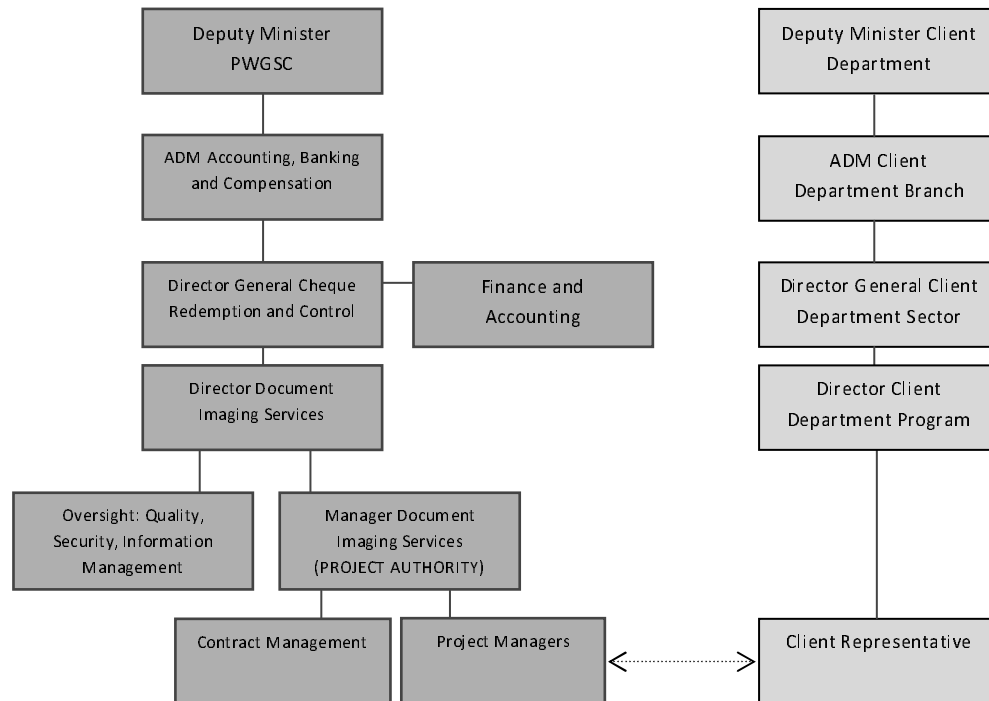 Deputy Minister
PWGSC
Deputy Minister Client
Department
ADM Accounting, Banking
and Compensation
ADM Client
Department Branch
Director General Cheque
Redemption and Control
Finance and
Accounting
Director General Client
Department Sector
Director Document
Imaging Services
Director Client
Department Program
Oversight: Quality,
Security, Information
Management
Manager Document
Imaging Services
(PROJECT AUTHORITY)
Contract Management
Project Managers
Client Representative